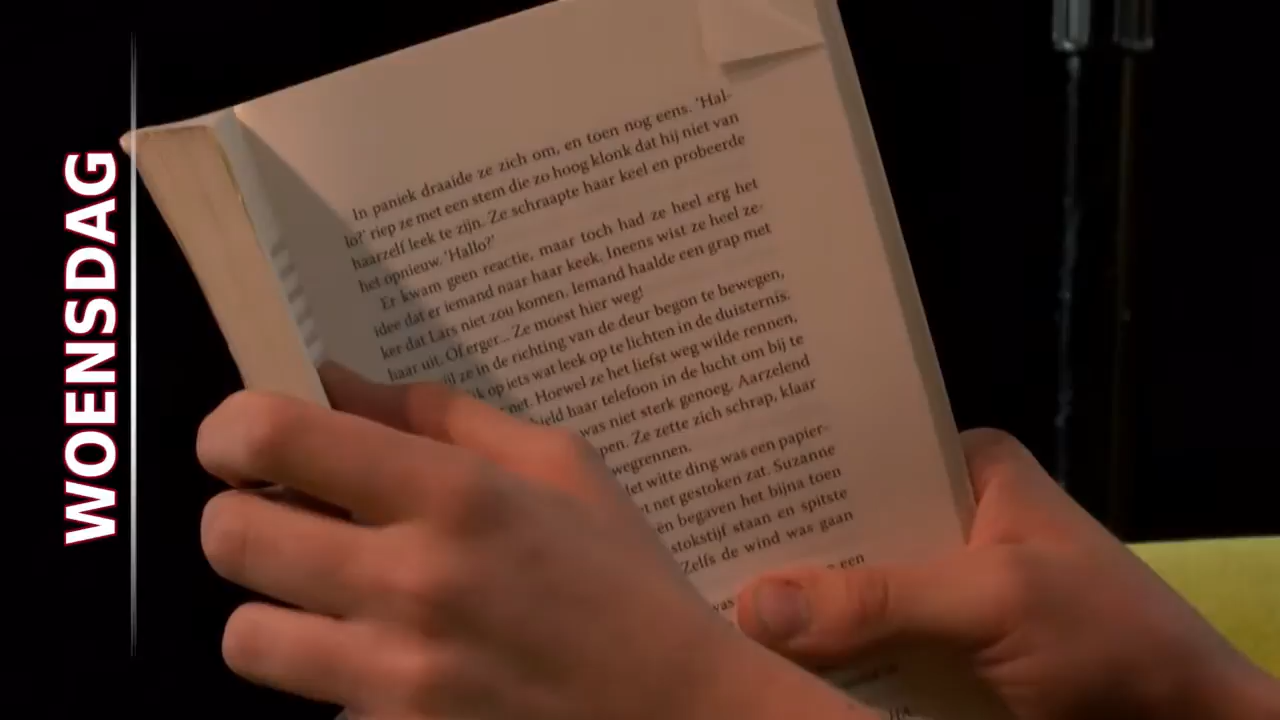 WOENSDAG
In paniek draaide ze zich om, en toen nog eens. ‘Hal-
lo?’ riep ze met een stem die zo hoog klonk dat hij niet van
haarzelf leek te zijn. Ze schraapte haar keel en probeerde
het opnieuw. ‘Hallo?’
Er kwam geen reactie, maar toch had ze heel erg het
idee dat er iemand naar haar keek. Ineens wist ze heel ze-
ker dat Lars niet zou komen. Iemand haalde een grap met
haar uit. Of erger... Ze moest hier weg!
ze in de richting van de deur begon te bewegen,
op iets wat leek op te lichten in de duisternis.
net. Hoewel ze het liefst weg wilde rennen,
hield haar telefoon in de lucht om bij te
was niet sterk genoeg. Aarzelend
pen. Ze zette zich schrap, klaar
wegrennen.
witte ding was een papier-
net gestoken zat. Suzanne
en begaven het bijna toen
stokstijf staan en spitste
Zelfs de wind was gaan
was een